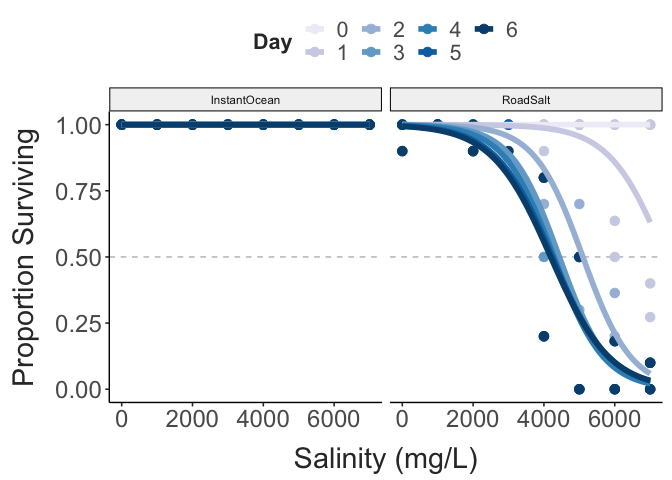 Day 0 2 4 6
1 3 5
InstantOcean RoadSalt
Proportion Surviving
1.00
0.75
0.50
0.25
0.00
0 2000 4000 6000 0 2000 4000 6000
Salinity (mg/L)